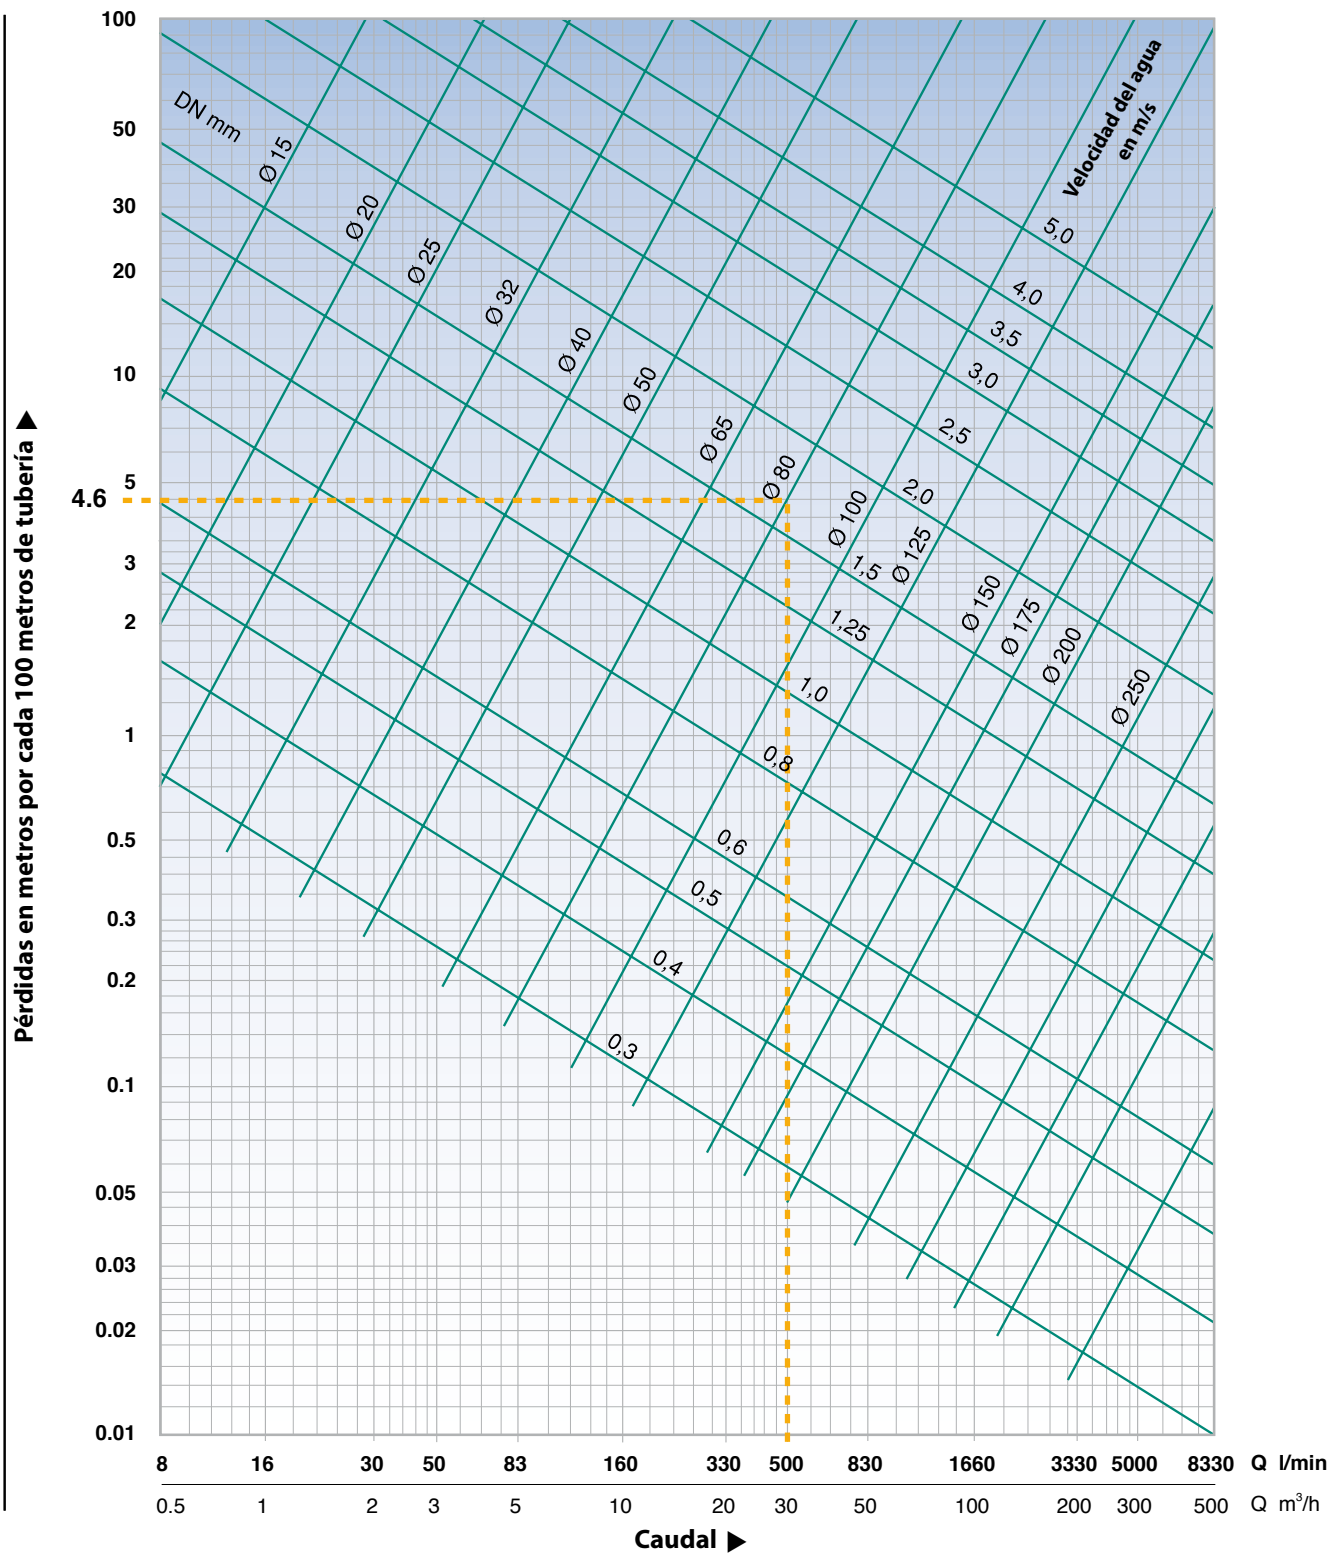 100
50
30
20
10
5
4.6
3
2
1
0.5
0.3
0.2
0.1
0.05
0.03
0.02
0.01
Pérdidas en metros por cada 100 metros de tubería ▶
DN mm
Ø 15
Ø 20
Ø 25
Ø 32
Ø 40
Ø 50
Ø 65
Ø 80
Ø 100
Ø 125
Ø 150
Ø 175
Ø 200
Ø 250
Velocidad del agua
en m/s
5,0
4,0
3,5
3,0
2,5
2,0
1,5
1,25
1,0
0,8
0,6
0,5
0,4
0,3
8 16 30 50 83 160 330 500 830 1660 3330 5000 8330 Q l/min
0.5 1 2 3 5 10 20 30 50 100 200 300 500 Q m³/h
Caudal ▶